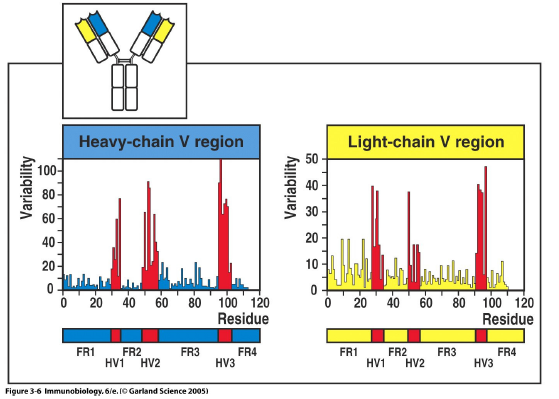 Heavy-chain V region
Variability
100
80
60
40
20
0
0 20 40 60 80 100 120
Residue
FR1 FR2 FR3 FR4
HV1 HV2 HV3
Light-chain V region
Variability
50
40
30
20
10
0
0 20 40 60 80 100 120
Residue
FR1 FR2 FR3 FR4
HV1 HV2 HV3
Figure 3-6 Immunobiology, 6/e. (© Garland Science 2005)